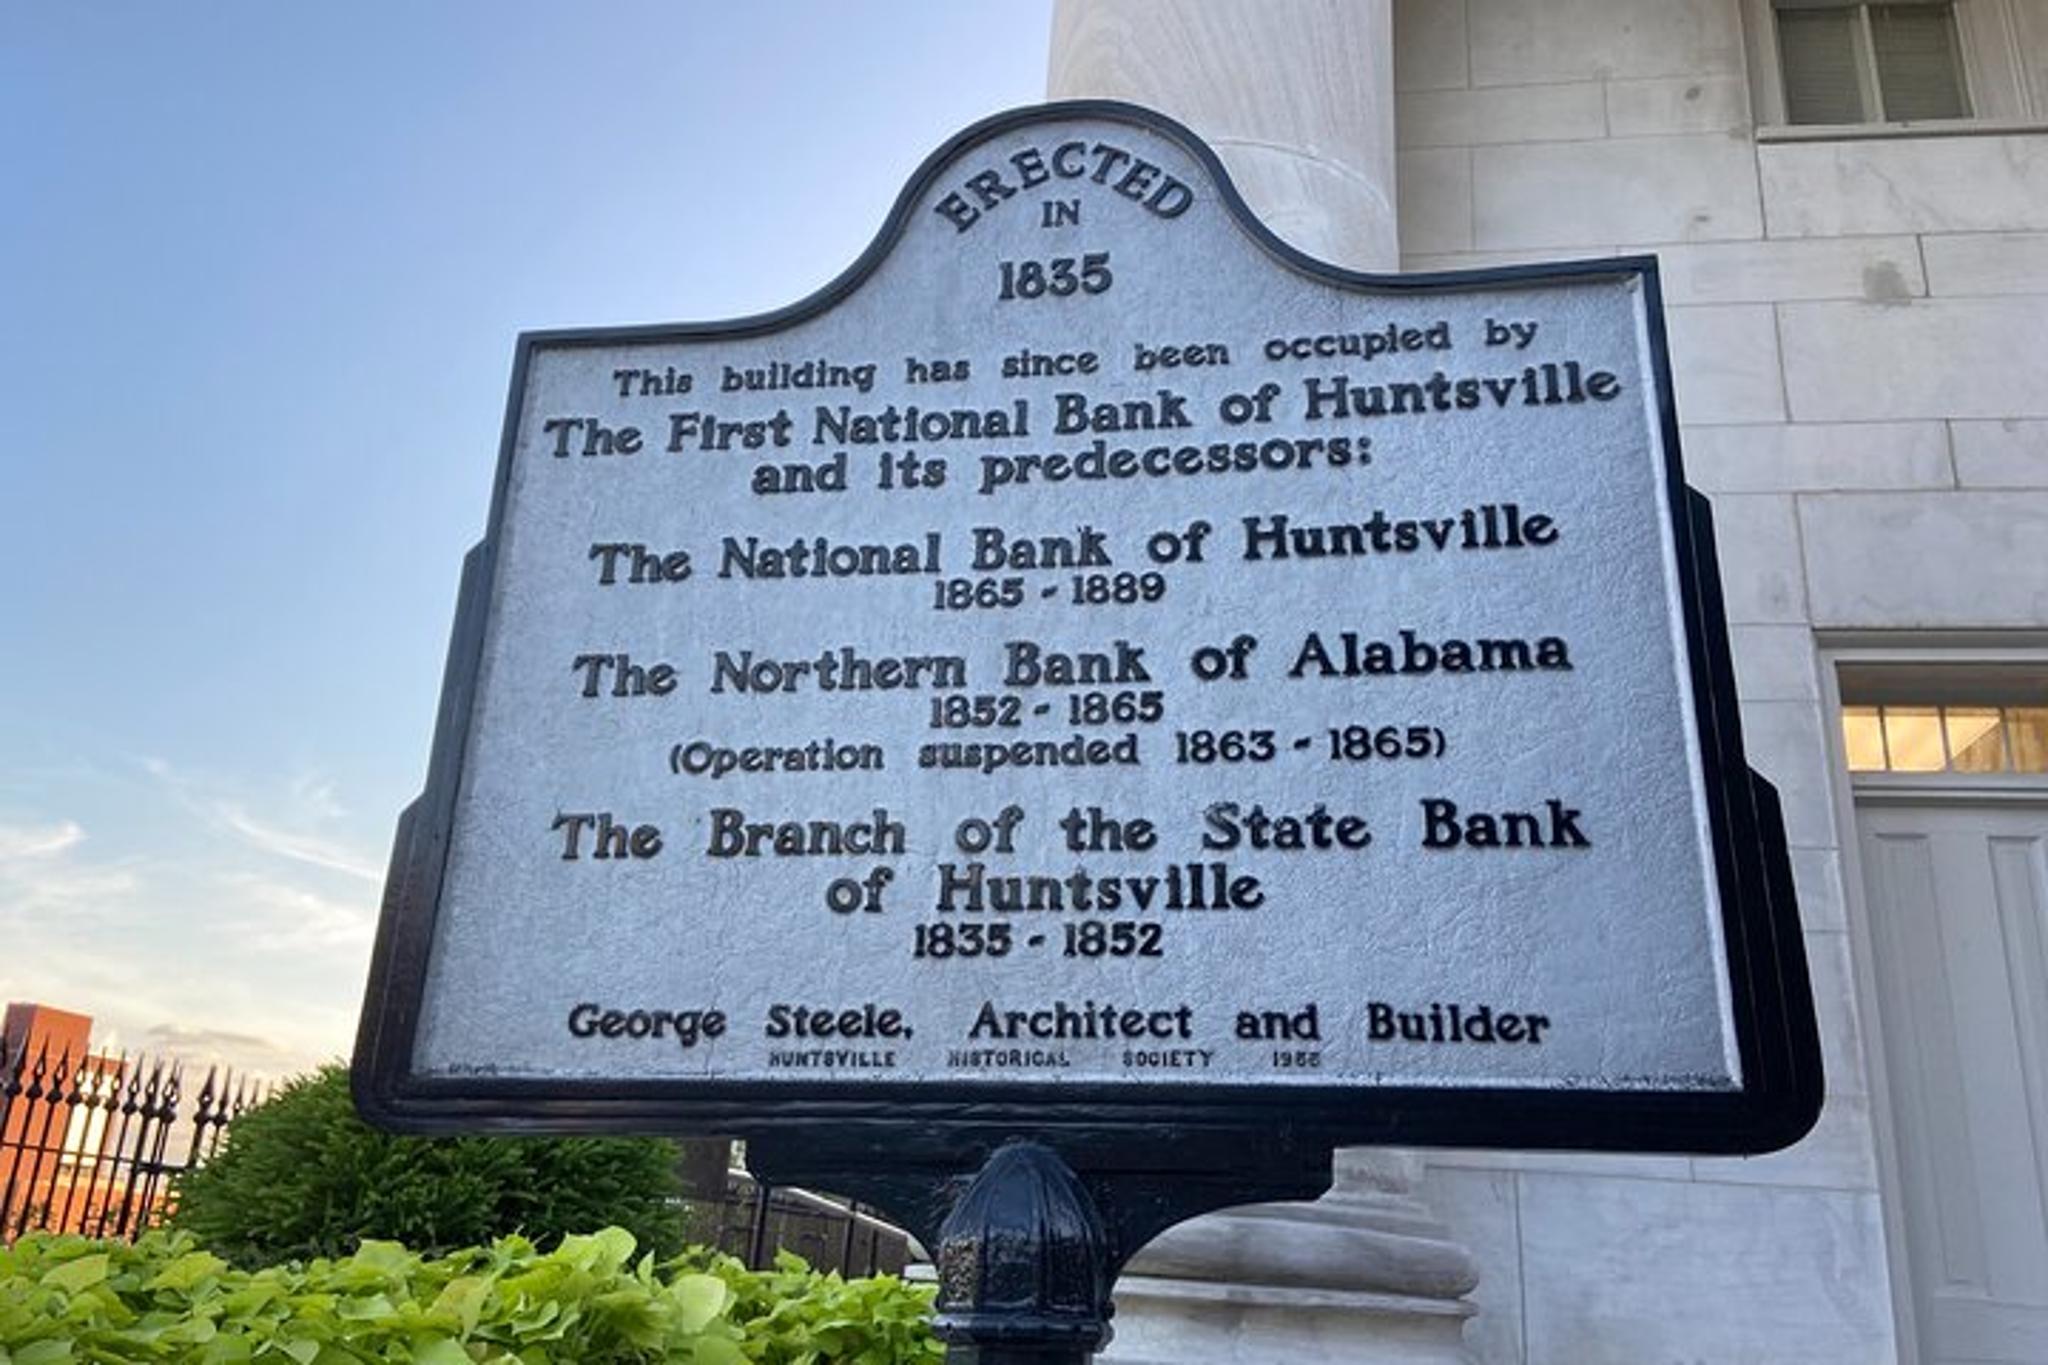 ERECTED
IN
1835
This building has since been occupied by
The First National Bank of Huntsville
and its predecessors:
The National Bank of Huntsville
1865 - 1889
The Northern Bank of Alabama
1852 - 1865
(Operation suspended 1863 - 1865)
The Branch of the State Bank
of Huntsville
1835 - 1852
George Steele, Architect and Builder
HUNTSVILLE HISTORICAL SOCIETY